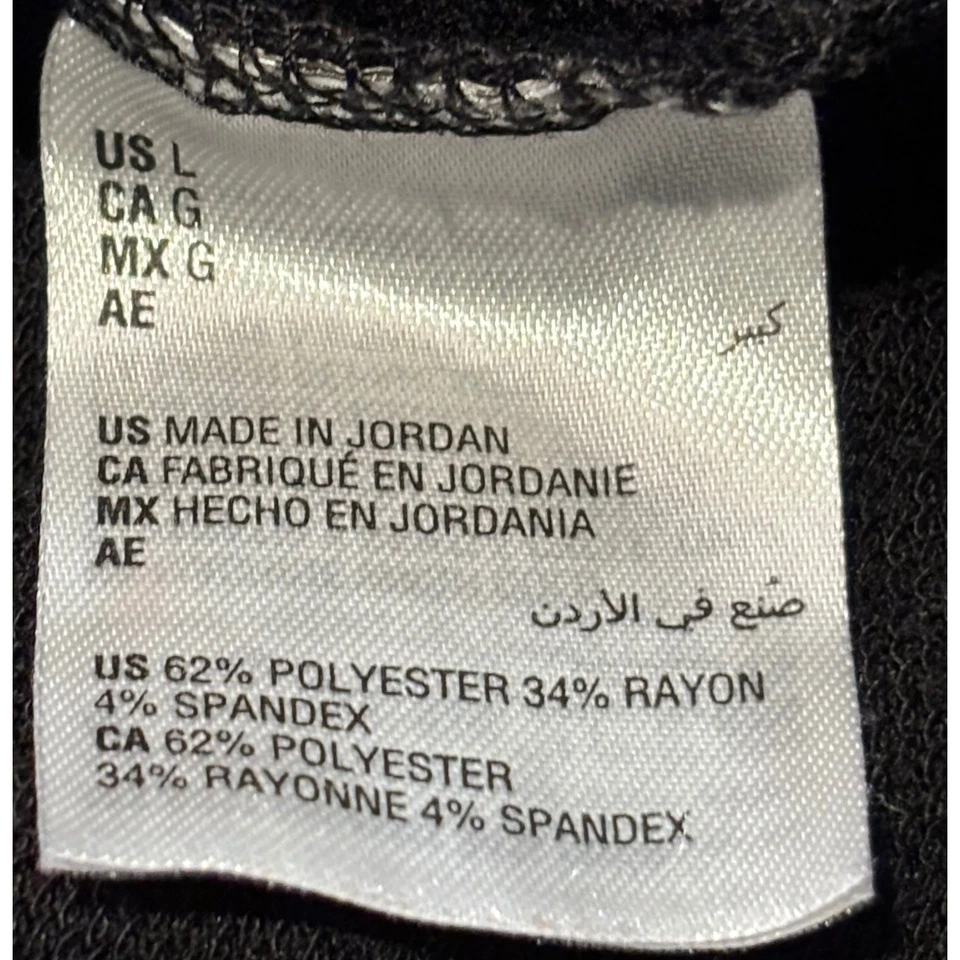 US L
CA G
MX G
AE
كبير
US MADE IN JORDAN
CA FABRIQUÉ EN JORDANIE
MX HECHO EN JORDANIA
AE
صُنع في الأردن
US 62% POLYESTER 34% RAYON
4% SPANDEX
CA 62% POLYESTER
34% RAYONNE 4% SPANDEX